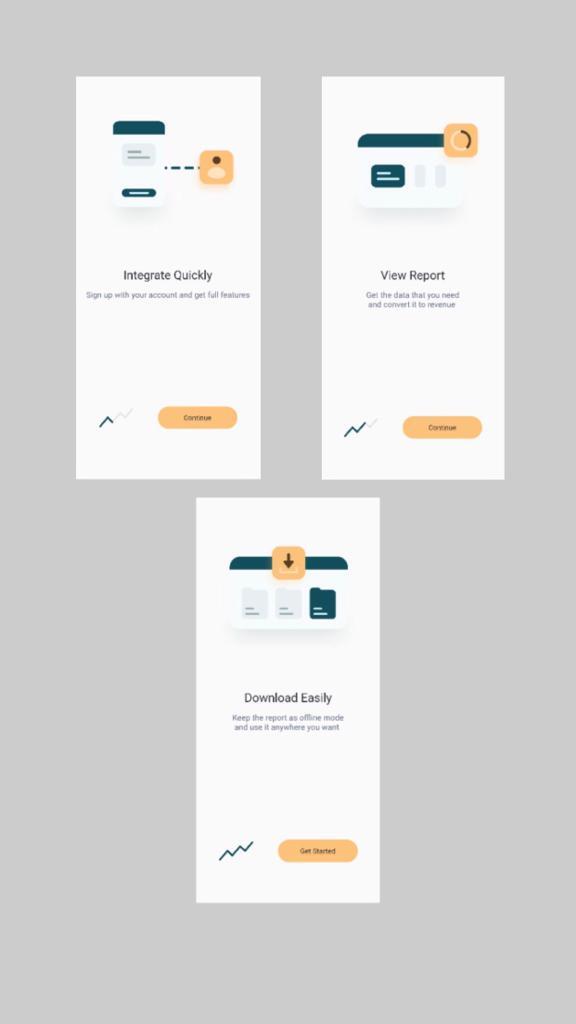 Integrate Quickly
Sign up with your account and get full features
Continue
View Report
Get the data that you need
and convert it to revenue
Continue
Download Easily
Keep the report as offline mode
and use it anywhere you want
Get Started